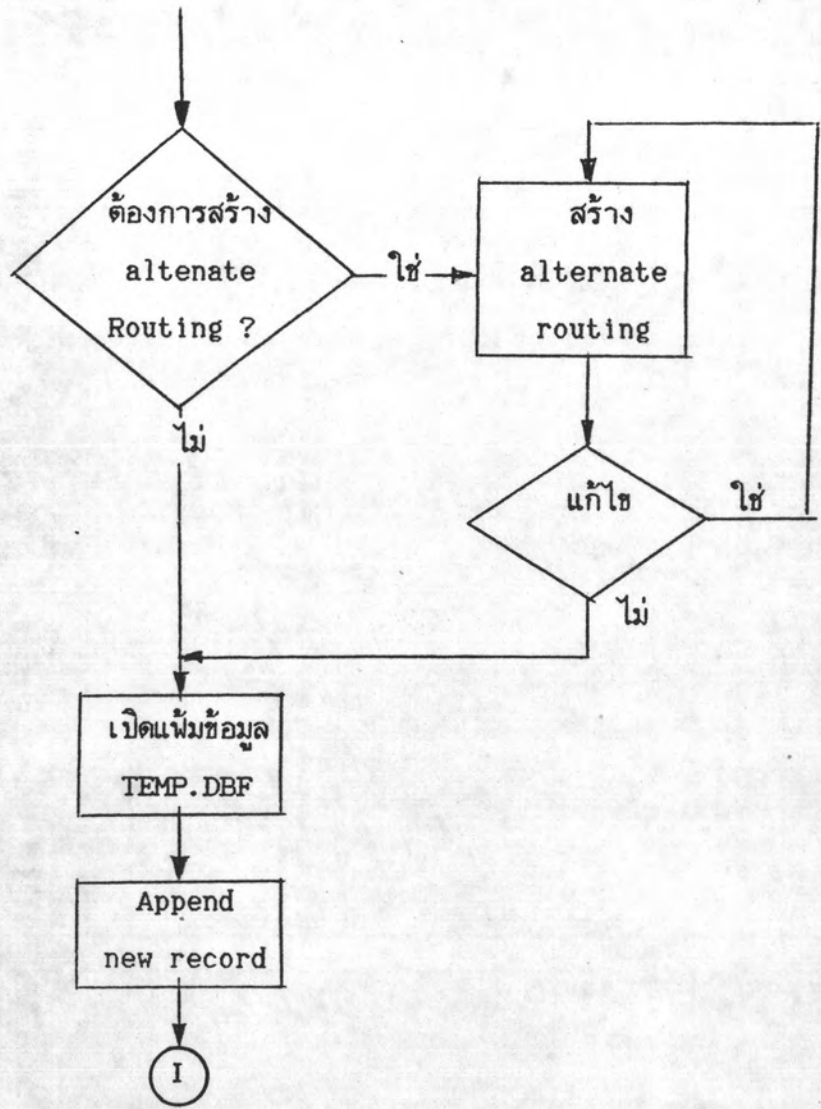 ต้องการสร้าง
altenate
Routing ?
ใช่
ไม่
สร้าง
alternate
routing
แก้ไข
ใช่
ไม่
เปิดแฟ้มข้อมูล
TEMP.DBF
Append
new record
I